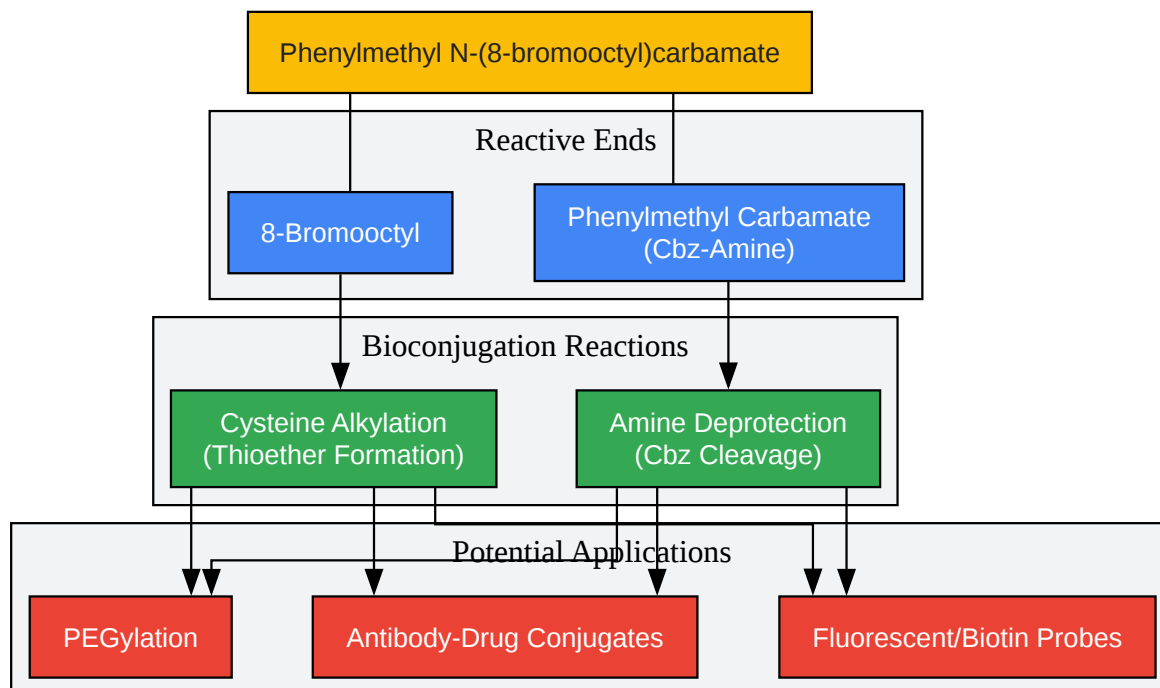 Phenylmethyl N-(8-bromooctyl)carbamate
Reactive Ends
8-Bromooctyl
Phenylmethyl Carbamate
(Cbz-Amine)
Bioconjugation Reactions
Cysteine Alkylation
(Thioether Formation)
Amine Deprotection
(Cbz Cleavage)
Potential Applications
PEGylation
Antibody-Drug Conjugates
Fluorescent/Biotin Probes